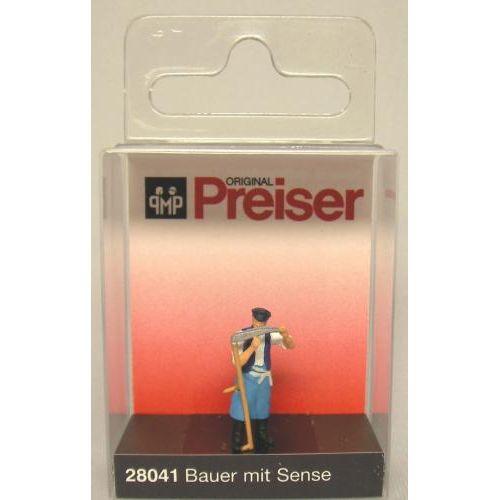 ORIGINAL
PMP Preiser
28041 Bauer mit Sense